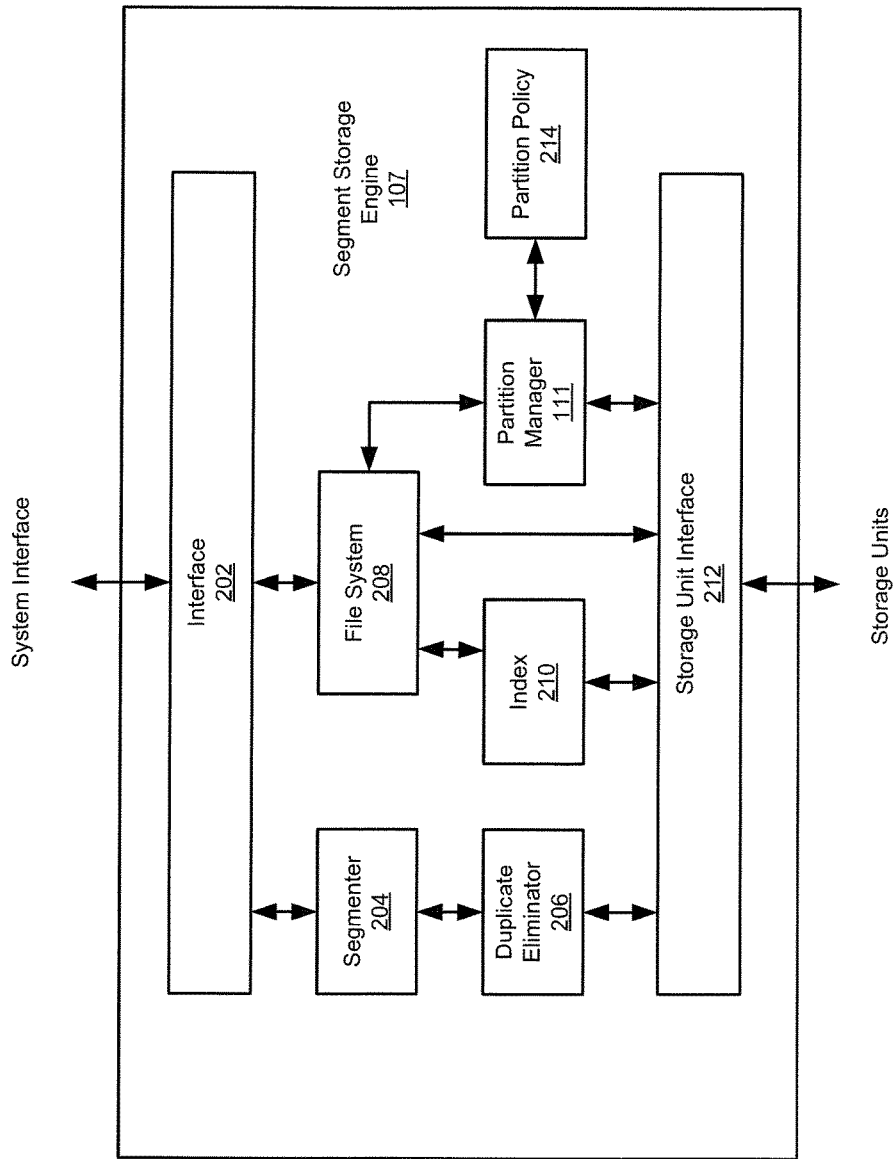 System Interface
Interface
202
Segmenter
204
File System
208
Segment Storage
Engine
107
Duplicate
Eliminator
206
Index
210
Partition
Manager
111
Partition Policy
214
Storage Unit Interface
212
Storage Units